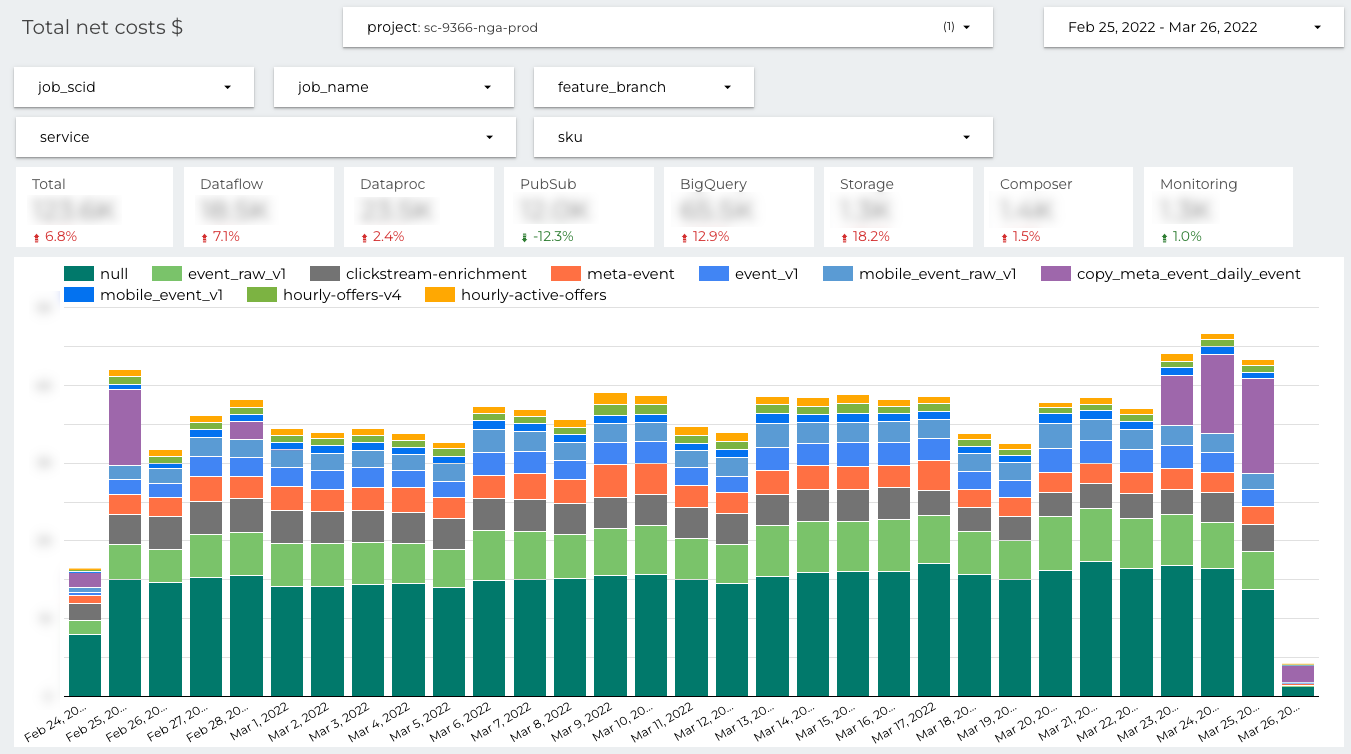 Total net costs $
project: sc-9366-nga-prod (1)
Feb 25, 2022 - Mar 26, 2022
job_scid
job_name
feature_branch
service
sku
Total
6.8%
Dataflow
7.1%
Dataproc
2.4%
PubSub
-12.3%
BigQuery
12.9%
Storage
18.2%
Composer
1.5%
Monitoring
1.0%
null event_raw_v1 clickstream-enrichment meta-event event_v1 mobile_event_raw_v1 copy_meta_event_daily_event
mobile_event_v1 hourly-offers-v4 hourly-active-offers
Feb 24, 20...
Feb 25, 20...
Feb 26, 20...
Feb 27, 20...
Feb 28, 20...
Mar 1, 2022
Mar 2, 2022
Mar 3, 2022
Mar 4, 2022
Mar 5, 2022
Mar 6, 2022
Mar 7, 2022
Mar 8, 2022
Mar 9, 2022
Mar 10, 20...
Mar 11, 2022
Mar 12, 20...
Mar 13, 20...
Mar 14, 20...
Mar 15, 20...
Mar 16, 20...
Mar 17, 2022
Mar 18, 20...
Mar 19, 20...
Mar 20, 20...
Mar 21, 20...
Mar 22, 20...
Mar 23, 20...
Mar 24, 20...
Mar 25, 20...
Mar 26, 20...